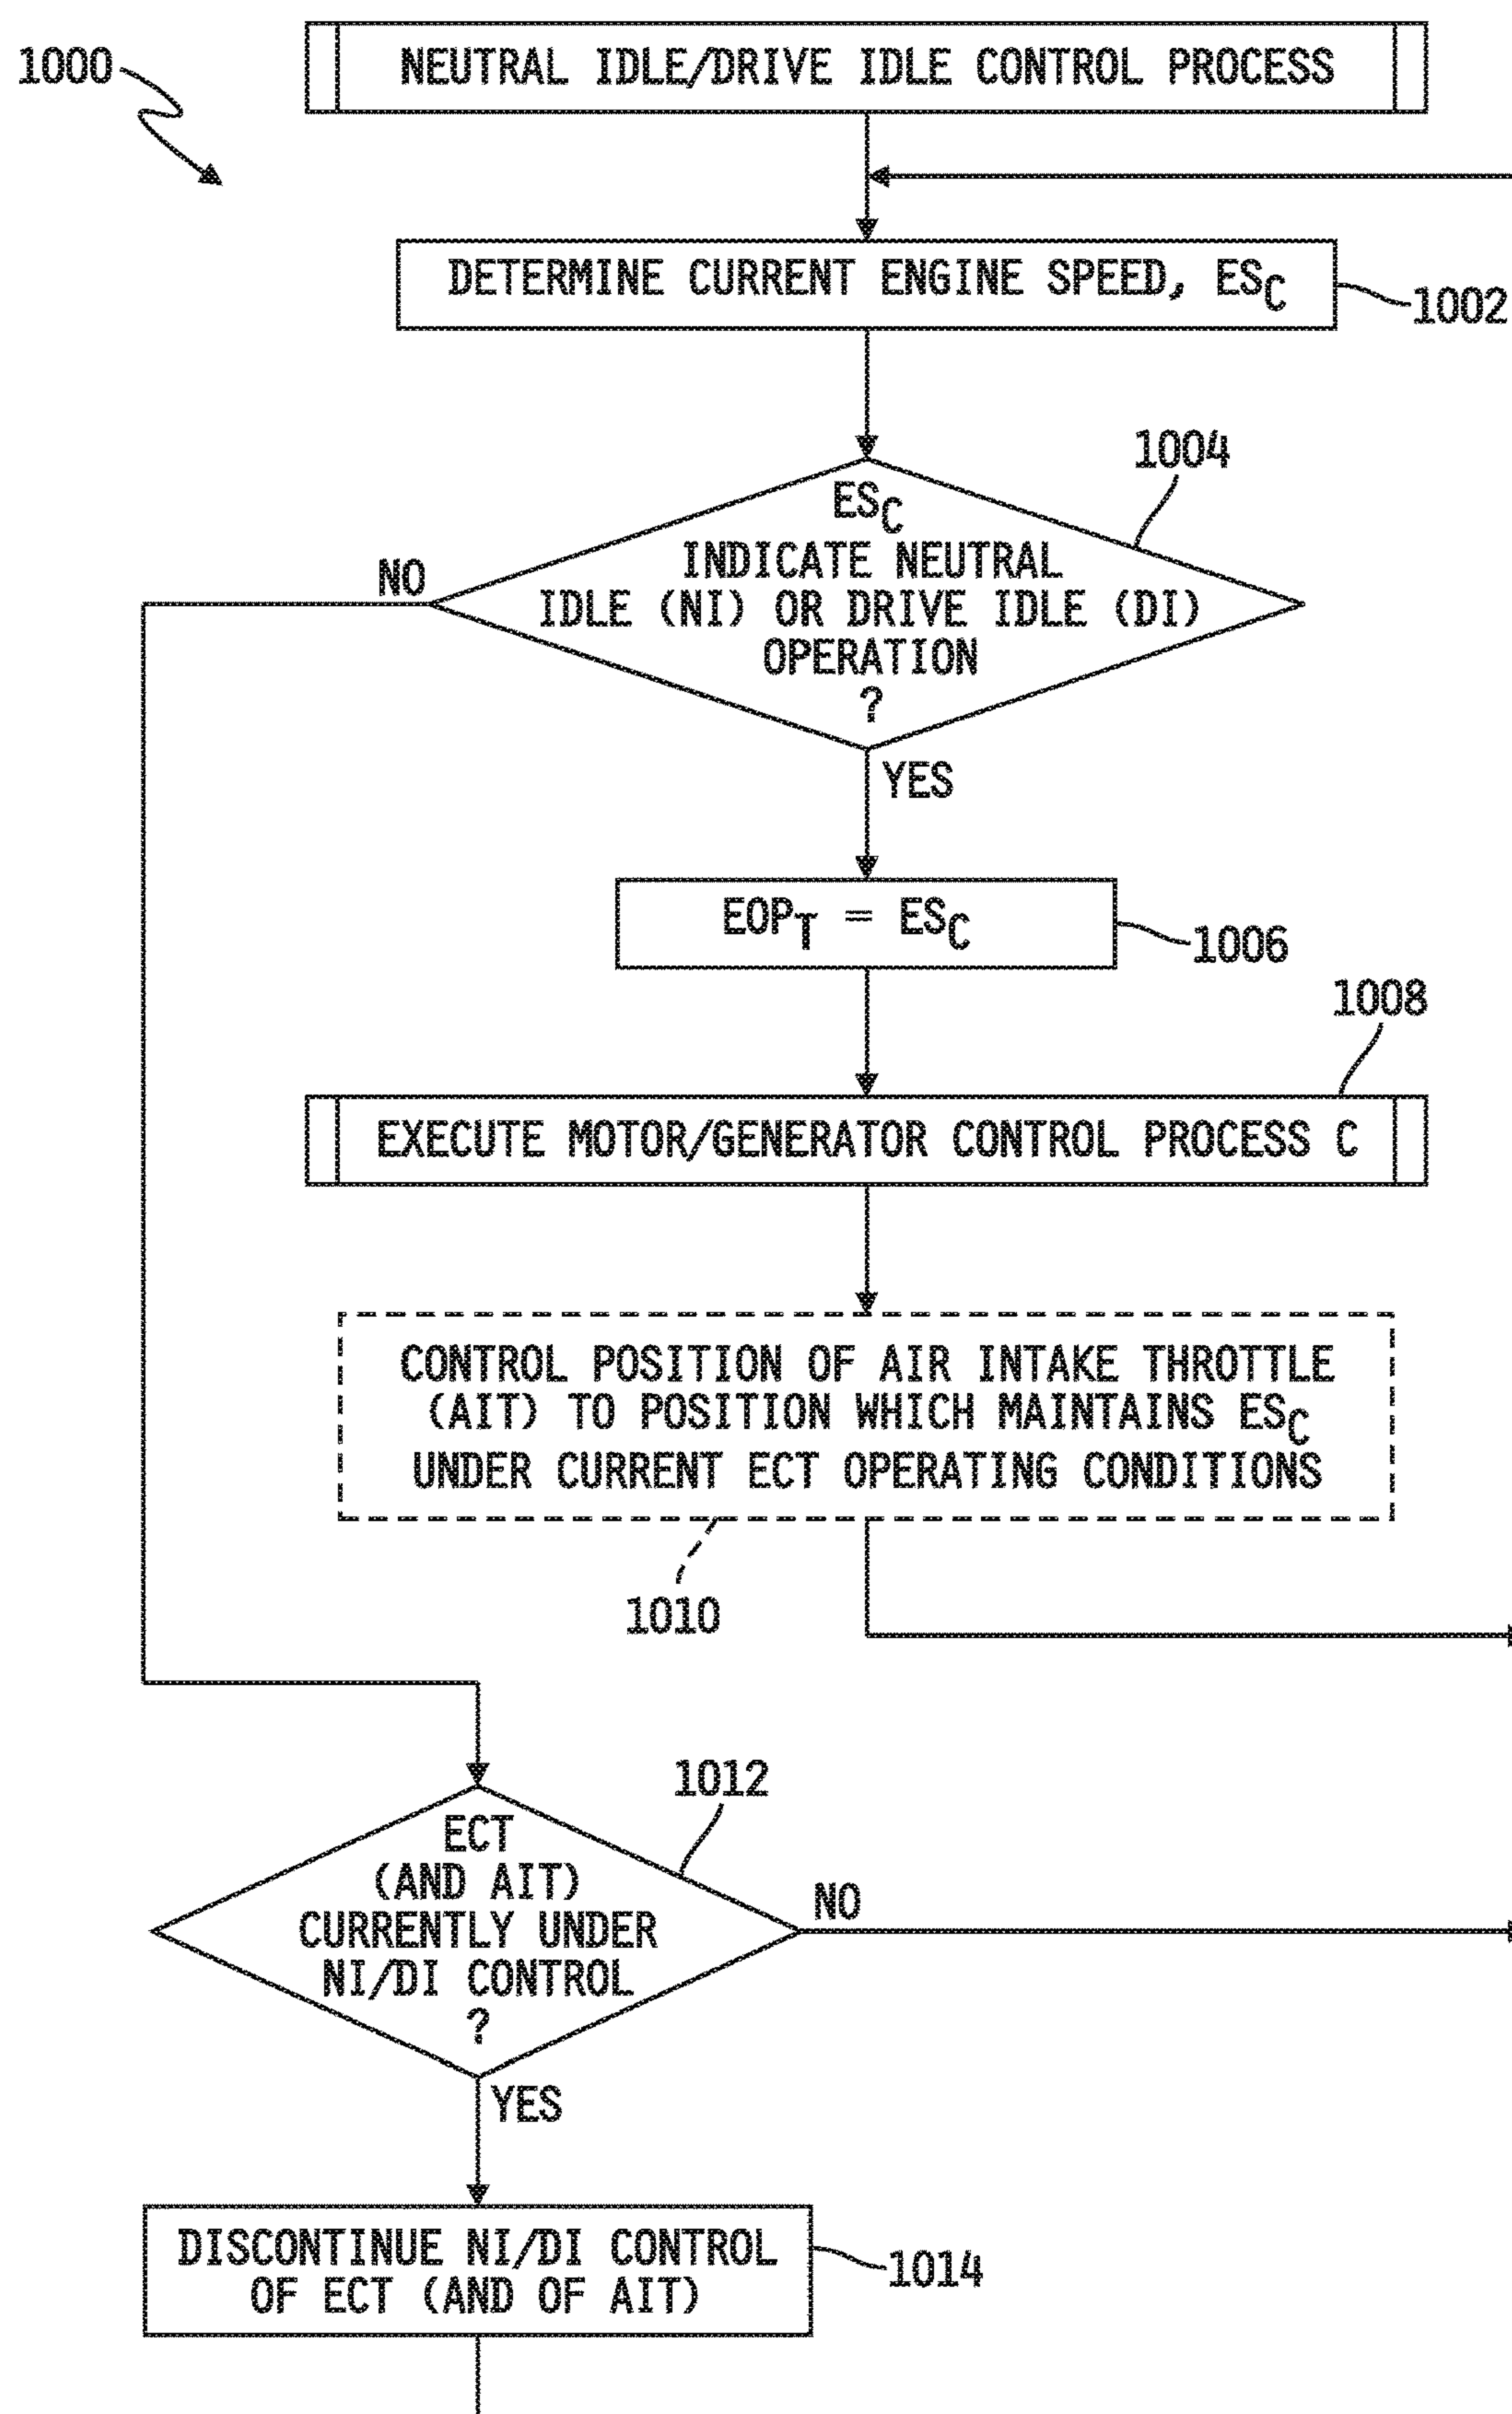 1000
NEUTRAL IDLE/DRIVE IDLE CONTROL PROCESS
DETERMINE CURRENT ENGINE SPEED, ESC
1002
1004
ESC
INDICATE NEUTRAL
IDLE (NI) OR DRIVE IDLE (DI)
OPERATION
?
NO
YES
EOPT = ESC
1006
1008
EXECUTE MOTOR/GENERATOR CONTROL PROCESS C
CONTROL POSITION OF AIR INTAKE THROTTLE
(AIT) TO POSITION WHICH MAINTAINS ESC
UNDER CURRENT ECT OPERATING CONDITIONS
1010
1012
ECT
(AND AIT)
CURRENTLY UNDER
NI/DI CONTROL
?
NO
YES
DISCONTINUE NI/DI CONTROL
OF ECT (AND OF AIT)
1014